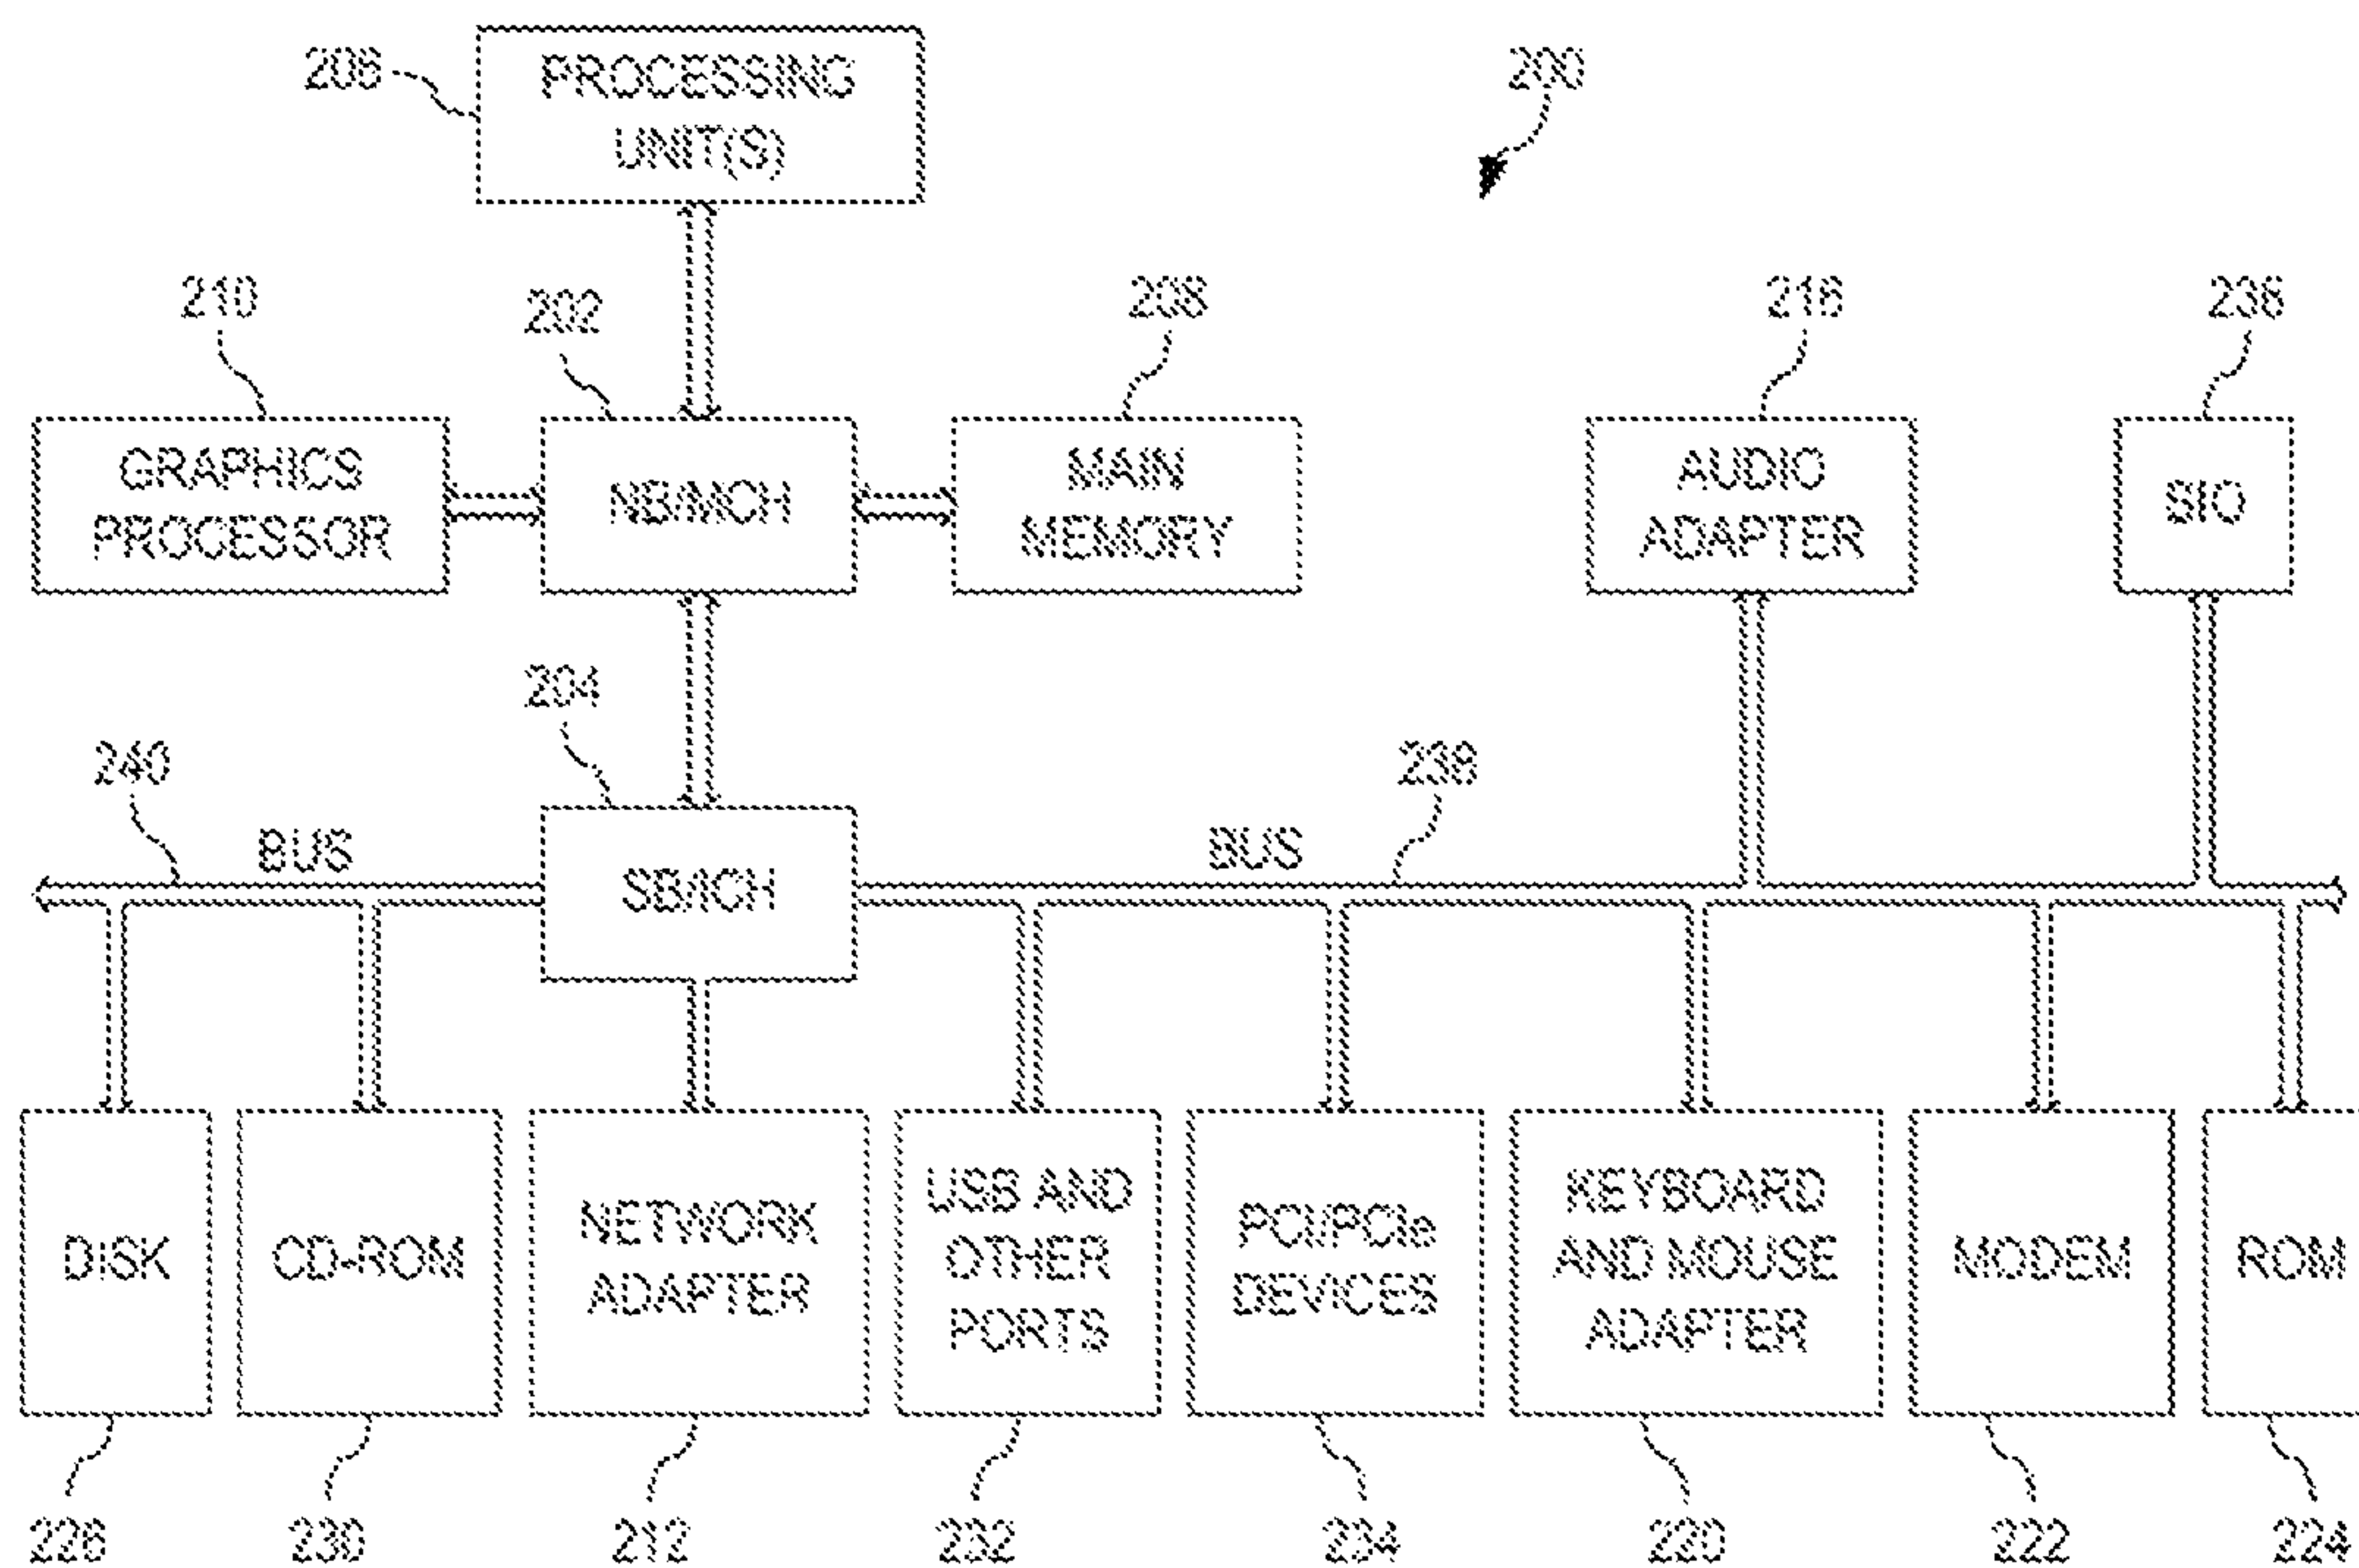 206
PROCESSING
UNIT(S)
200
210
202
208
216
236
GRAPHICS
PROCESSOR
NB/MCH
MAIN
MEMORY
AUDIO
ADAPTER
SIO
204
240
BUS
SB/ICH
BUS
238
DISK
CD-ROM
NETWORK
ADAPTER
USB AND
OTHER
PORTS
PCI/PCIe
DEVICES
KEYBOARD
AND MOUSE
ADAPTER
MODEM
ROM
226
230
212
232
234
220
222
224